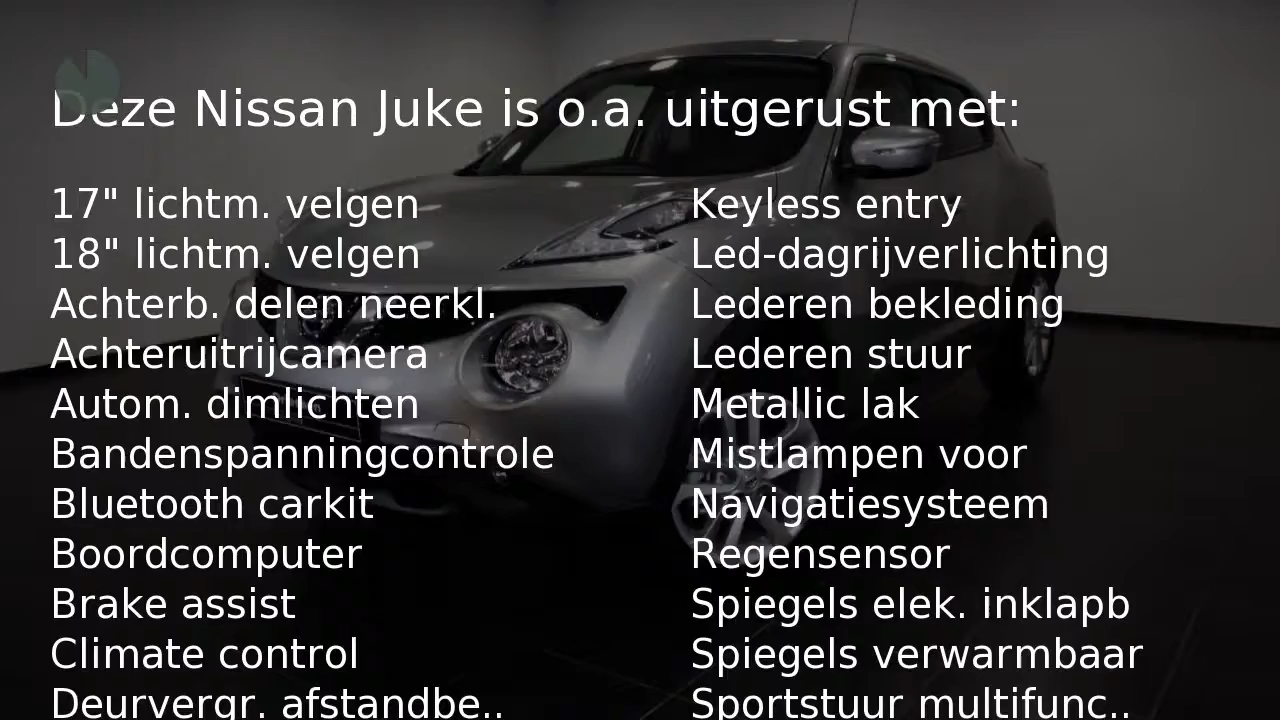 Deze Nissan Juke is o.a. uitgerust met:
17" lichtm. velgen
18" lichtm. velgen
Achterb. delen neerkl.
Achteruitrijcamera
Autom. dimlichten
Bandenspanningcontrole
Bluetooth carkit
Boordcomputer
Brake assist
Climate control
Deurvergr. afstandbe..
Keyless entry
Led-dagrijverlichting
Lederen bekleding
Lederen stuur
Metallic lak
Mistlampen voor
Navigatiesysteem
Regensensor
Spiegels elek. inklapb
Spiegels verwarmbaar
Sportstuur multifunc..